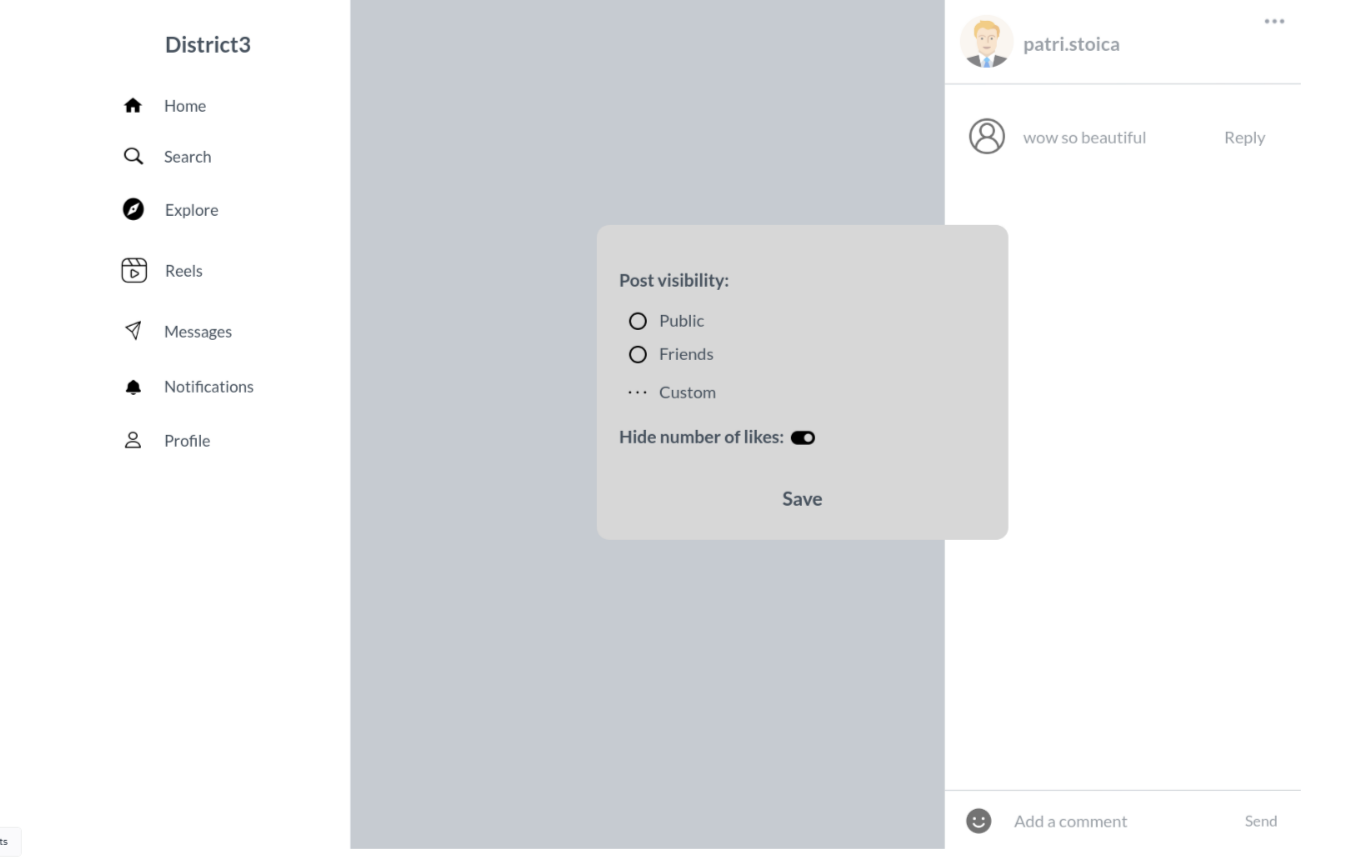 District3
Home
Search
Explore
Reels
Messages
Notifications
Profile
patri.stoica
wow so beautiful
Reply
Post visibility:
Public
Friends
Custom
Hide number of likes:
Save
Add a comment
Send
ts